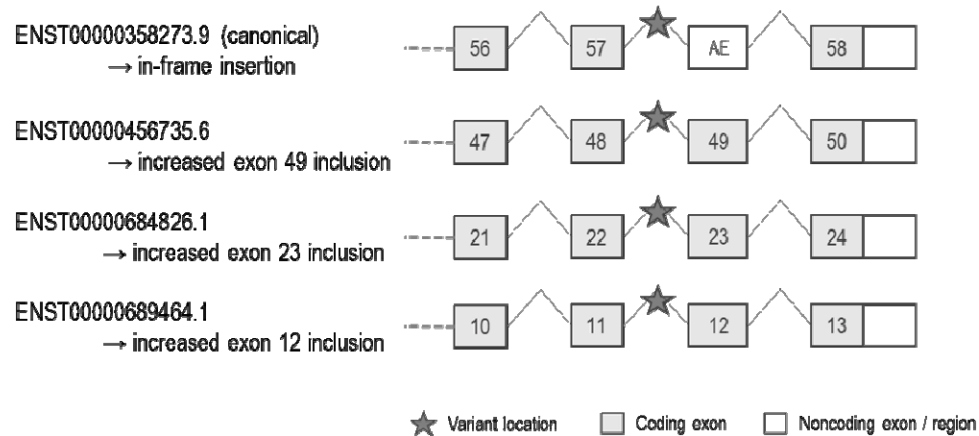 ENST00000358273.9 (canonical)
→ in-frame insertion
56 57 AE 58
ENST00000456735.6
→ increased exon 49 inclusion
47 48 49 50
ENST00000684826.1
→ increased exon 23 inclusion
21 22 23 24
ENST00000689464.1
→ increased exon 12 inclusion
10 11 12 13
Variant location Coding exon Noncoding exon / region